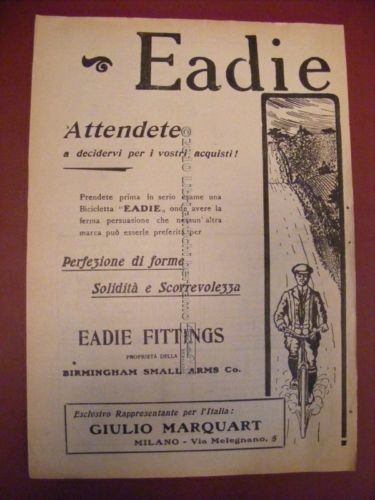 Eadie
Attendete
a decidervi per i vostri acquisti!
Prendete prima in serio esame una
Bicicletta "EADIE,, onde avere la
ferma persuasione che nessun'altra
marca può esserle preferita per
Perfezione di forma
Solidità e Scorrevolezza
EADIE FITTINGS
PROPRIETÀ DELLA
BIRMINGHAM SMALL ARMS Co.
Esclusivo Rappresentante per l'Italia:
GIULIO MARQUART
MILANO - Via Melegnano, 5